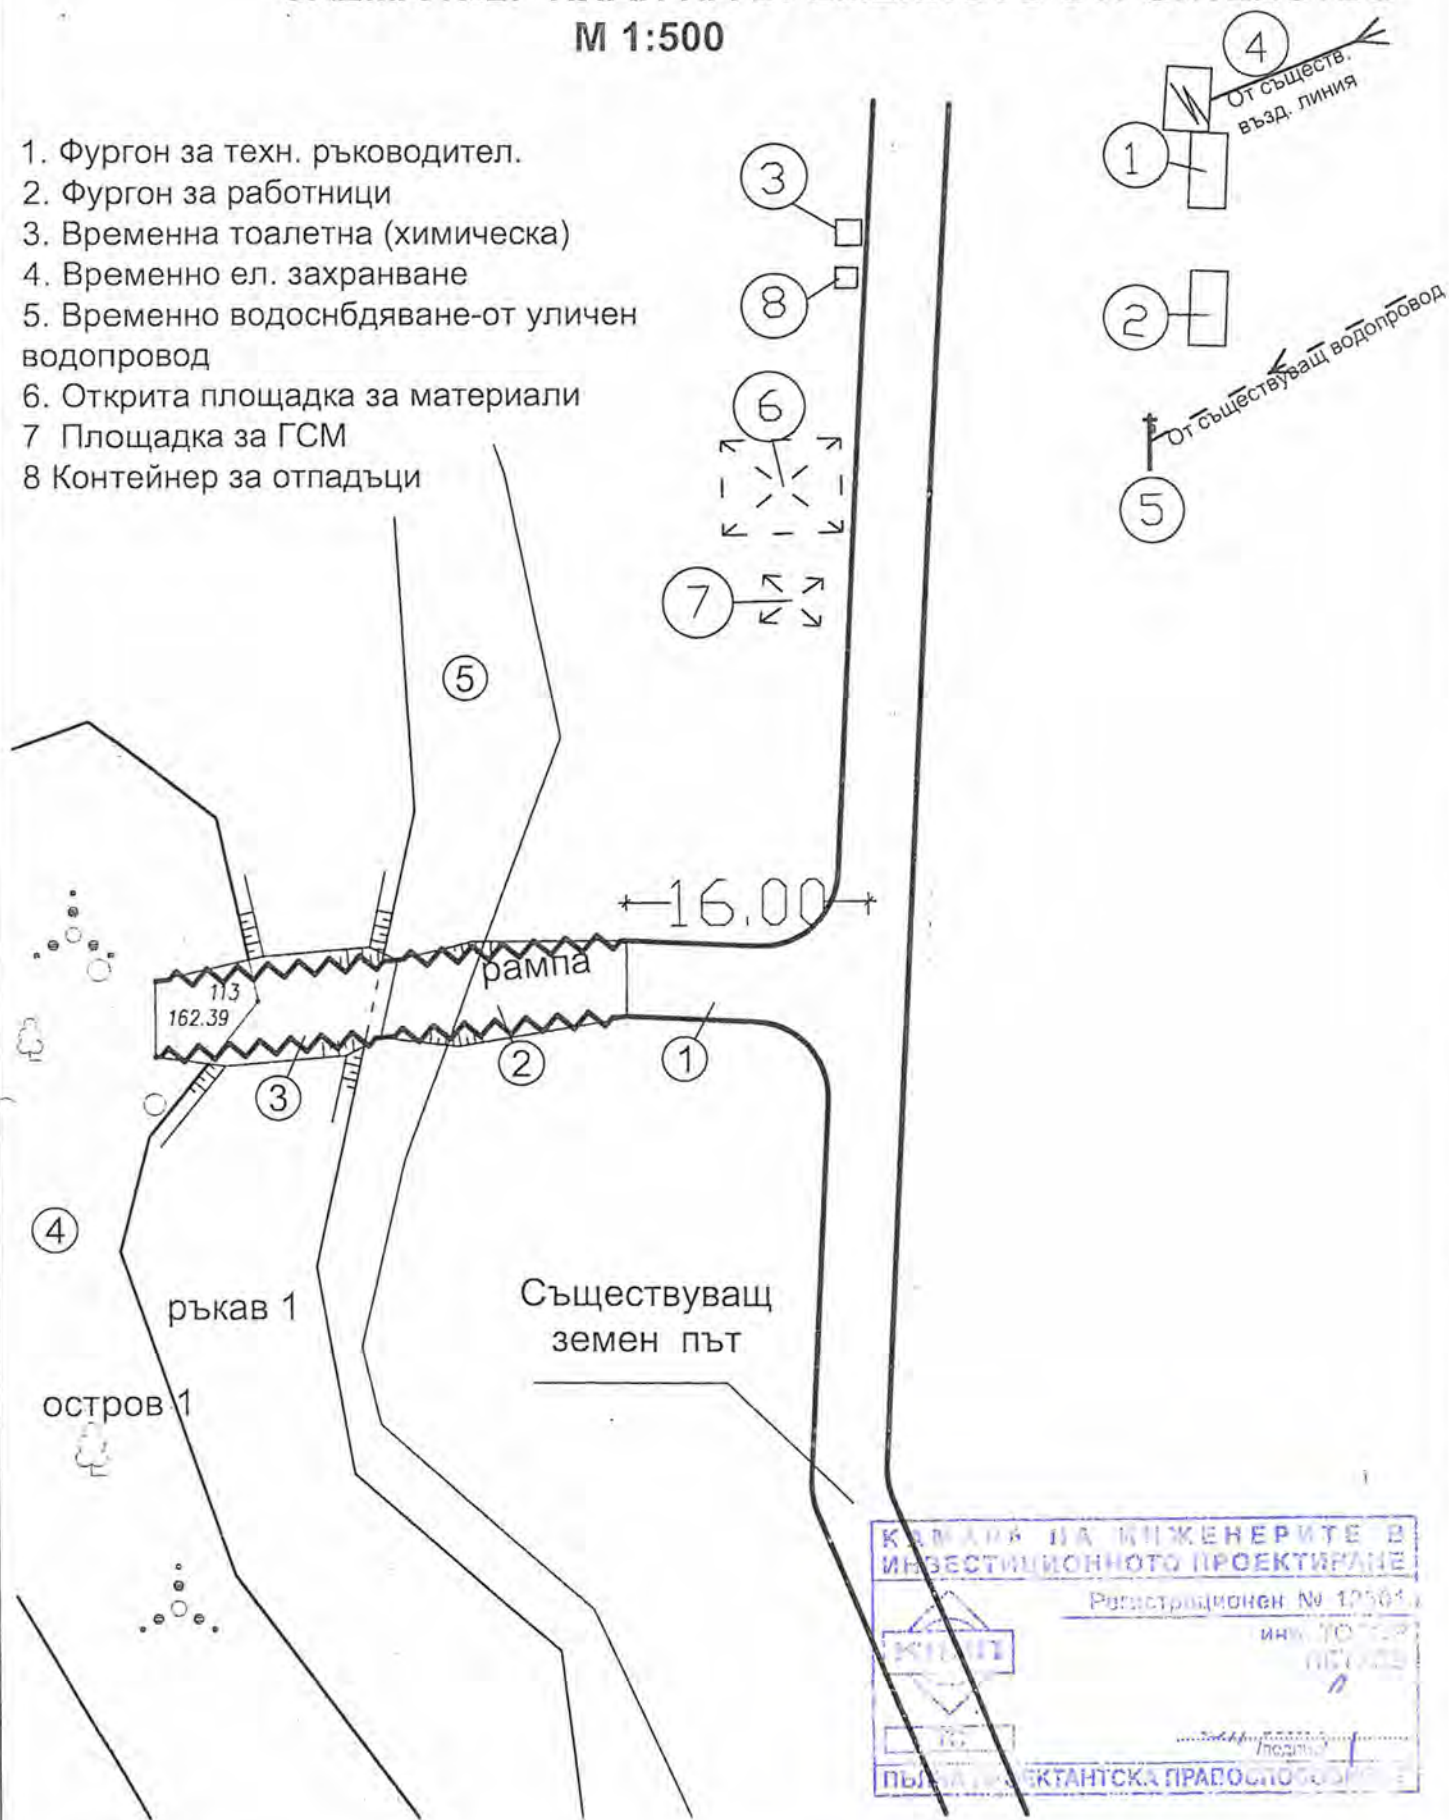 М 1:500
1. Фургон за техн. ръководител.
2. Фургон за работници
3. Временна тоалетна (химическа)
4. Временно ел. захранване
5. Временно водоснбдяване-от уличен
водопровод
6. Открита площадка за материали
7 Площадка за ГСМ
8 Контейнер за отпадъци
4
От съществ.
възд. линия
1
3
8
2
От съществуващ водопровод
6
5
7
5
16.00
рампа
113
162.39
3
2
1
4
ръкав 1
остров 1
Съществуващ
земен път
КАМАРА НА ИНЖЕНЕРИТЕ В
ИНВЕСТИЦИОННОТО ПРОЕКТИРАНЕ
Регистрационен №
инж.
/подпис/